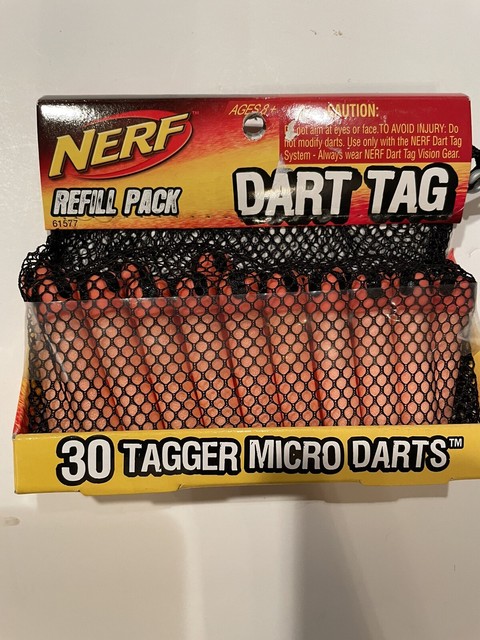 NERF™
REFILL PACK
61577
AGES 8+
CAUTION:
not aim at eyes or face. TO AVOID INJURY: Do
not modify darts. Use only with the NERF Dart Tag
System - Always wear NERF Dart Tag Vision Gear.
DART TAG
30 TAGGER MICRO DARTS™